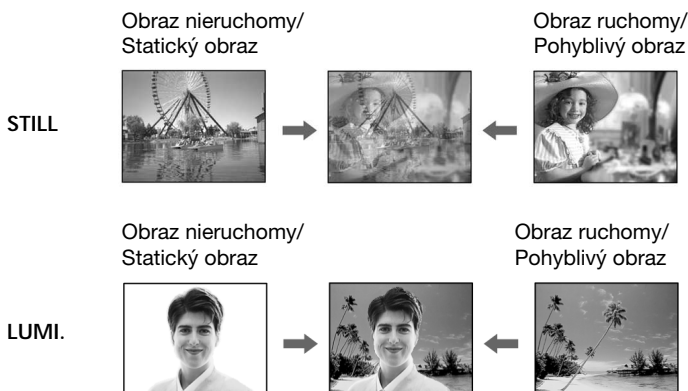 Obraz nieruchomy/
Statický obraz
Obraz ruchomy/
Pohyblivý obraz
STILL
Obraz nieruchomy/
Statický obraz
Obraz ruchomy/
Pohyblivý obraz
LUMI.